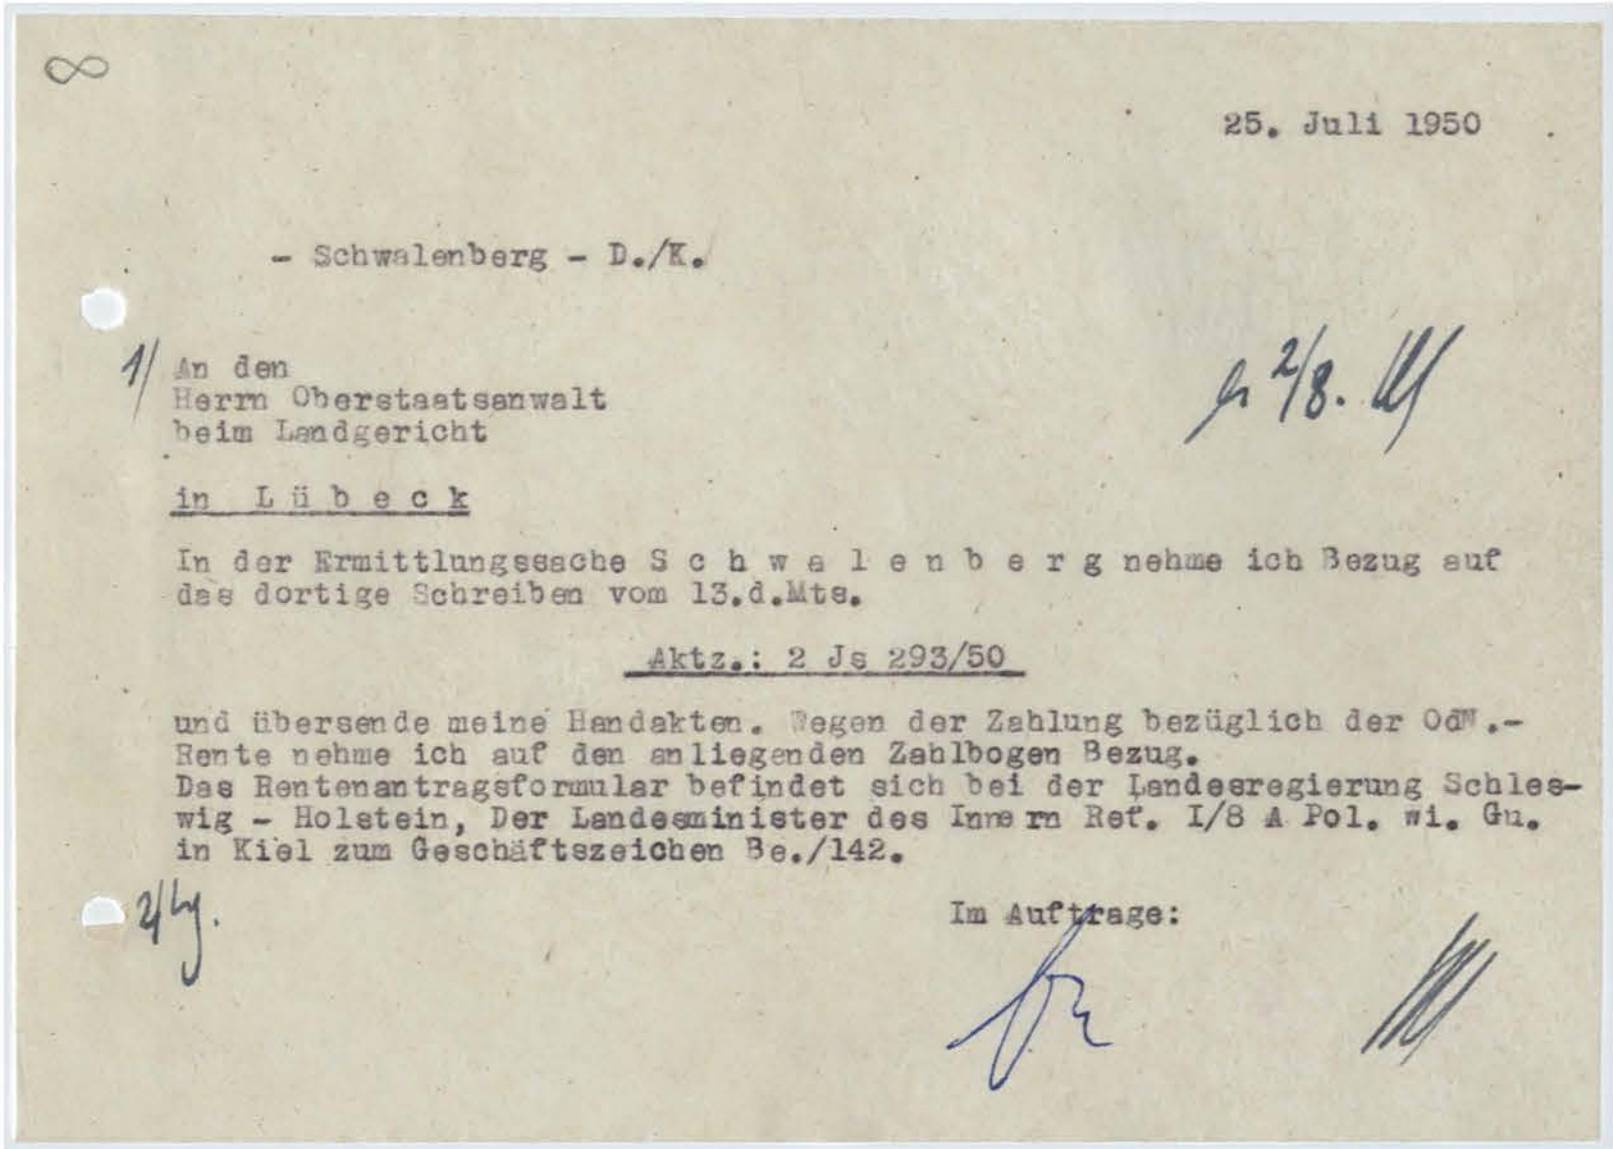 25. Juli 1950
- Schwalenberg - D./K.
1/ An den
Herrn Oberstaatsanwalt
beim Landgericht
2/8.
in L ü b e c k
In der Ermittlungssache S c h w a l e n b e r g nehme ich Bezug auf
das dortige Schreiben vom 13.d.Mts.
Aktz.: 2 Js 293/50
und übersende meine Handakten. Wegen der Zahlung bezüglich der OdN.-
Rente nehme ich auf den anliegenden Zahlbogen Bezug.
Das Rentenantragsformular befindet sich bei der Landesregierung Schles-
wig - Holstein, Der Landesminister des Innern Ref. I/8 A Pol. wi. Gu.
in Kiel zum Geschäftszeichen Be./142.
2/
Im Auftrage: